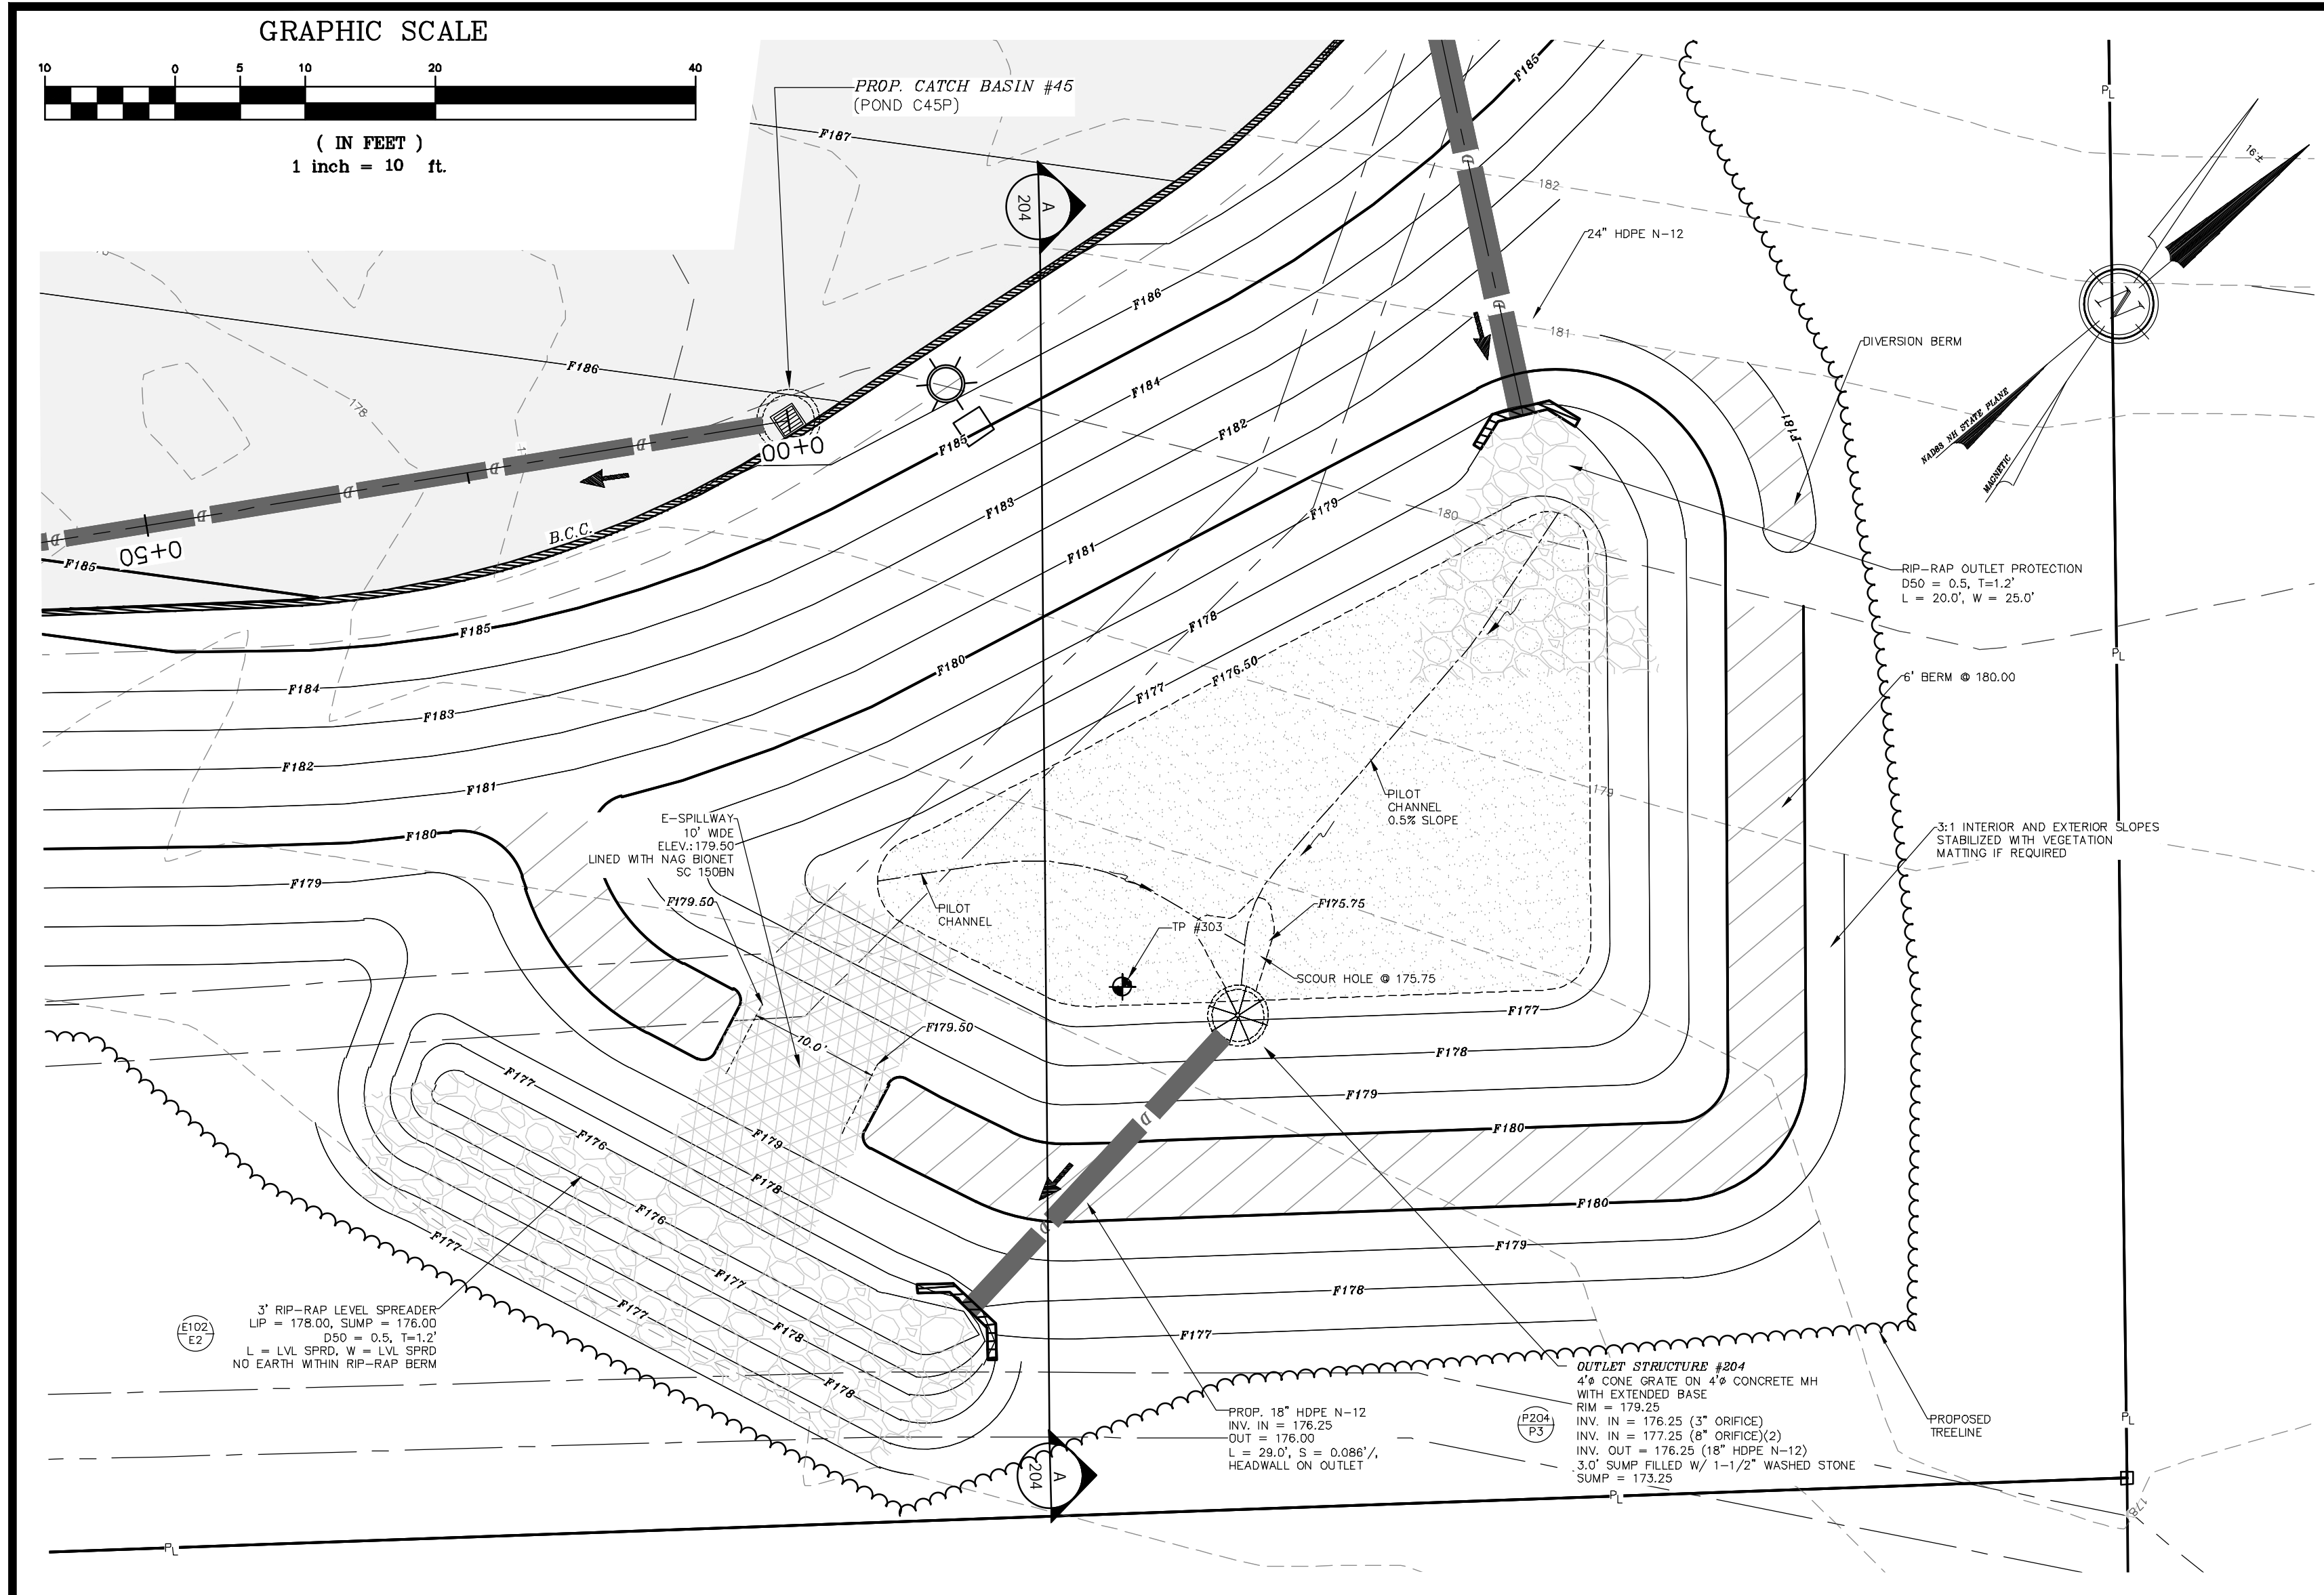 GRAPHIC SCALE
10 0 5 10 20 40
( IN FEET )
1 inch = 10 ft.
PROP. CATCH BASIN #45
(POND C45P)
F187
A
204
F186
F185
182
24" HDPE N-12
181
DIVERSION BERM
F181
PL
16'±
N
NAD83 NH STATE PLANE
MAGNETIC
F186
178
D
D
D
D
D
D
D
0+00
0+50
B.C.C.
F185
F185
F184
F182
F185
F183
F181
F179
180
F178
F180
F177
F176.50
RIP-RAP OUTLET PROTECTION
D50 = 0.5, T=1.2'
L = 20.0', W = 25.0'
PL
6' BERM @ 180.00
F185
F184
F183
F182
F181
F180
F179
PILOT
CHANNEL
0.5% SLOPE
179
3:1 INTERIOR AND EXTERIOR SLOPES
STABILIZED WITH VEGETATION
MATTING IF REQUIRED
E-SPILLWAY
10' WIDE
ELEV.:179.50
LINED WITH NAG BIONET
SC 150BN
F179.50
PILOT
CHANNEL
TP #303
F175.75
SCOUR HOLE @ 175.75
F177
F178
F179
F180
F180
F179
F178
F177
F179.50
10.0'
D
D
F177
F176
F179
F178
F176
F177
F177
F177
F178
F178
3' RIP-RAP LEVEL SPREADER
LIP = 178.00, SUMP = 176.00
D50 = 0.5, T=1.2'
L = LVL SPRD, W = LVL SPRD
NO EARTH WITHIN RIP-RAP BERM
E102
E2
PROP. 18" HDPE N-12
INV. IN = 176.25
OUT = 176.00
L = 29.0', S = 0.086'/,
HEADWALL ON OUTLET
P204
P3
OUTLET STRUCTURE #204
4'ø CONE GRATE ON 4'ø CONCRETE MH
WITH EXTENDED BASE
RIM = 179.25
INV. IN = 176.25 (3" ORIFICE)
INV. IN = 177.25 (8" ORIFICE)(2)
INV. OUT = 176.25 (18" HDPE N-12)
3.0' SUMP FILLED W/ 1-1/2" WASHED STONE
SUMP = 173.25
PROPOSED
TREELINE
PL
A
204
PL
PL
178